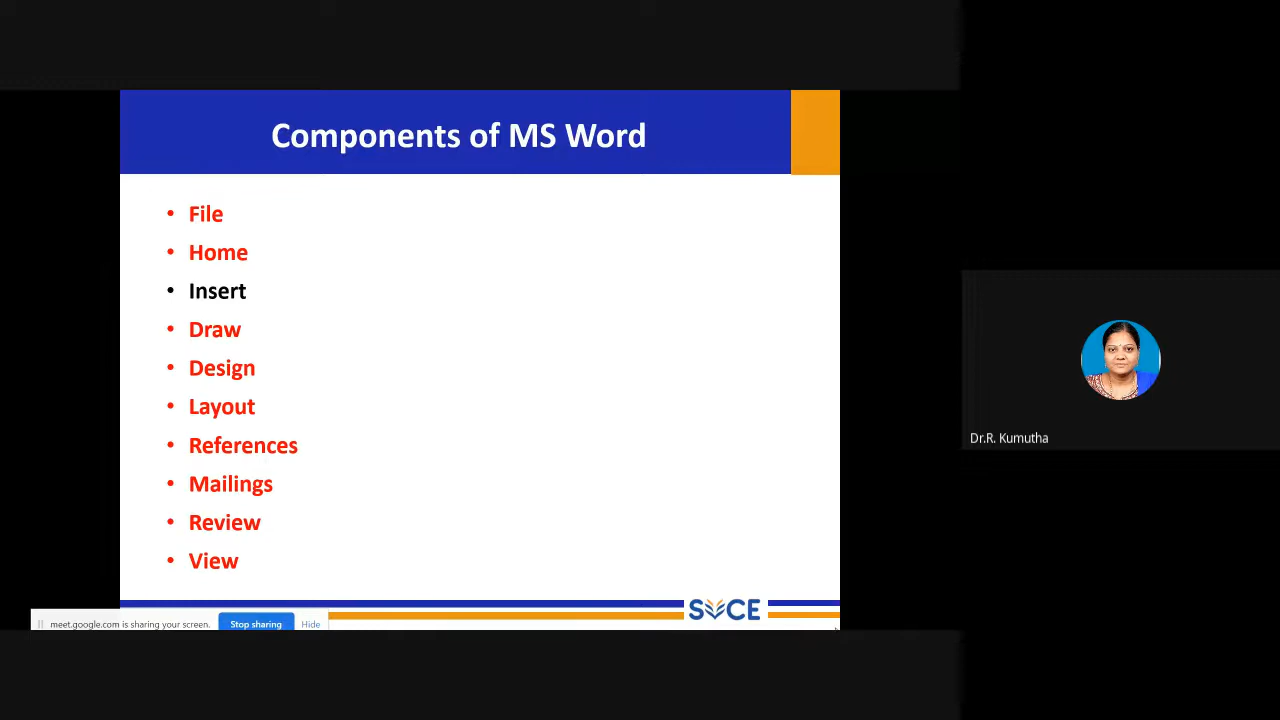 Components of MS Word
• File
• Home
• Insert
• Draw
• Design
• Layout
• References
• Mailings
• Review
• View
SVCE
meet.google.com is sharing your screen. Stop sharing Hide
Dr.R. Kumutha